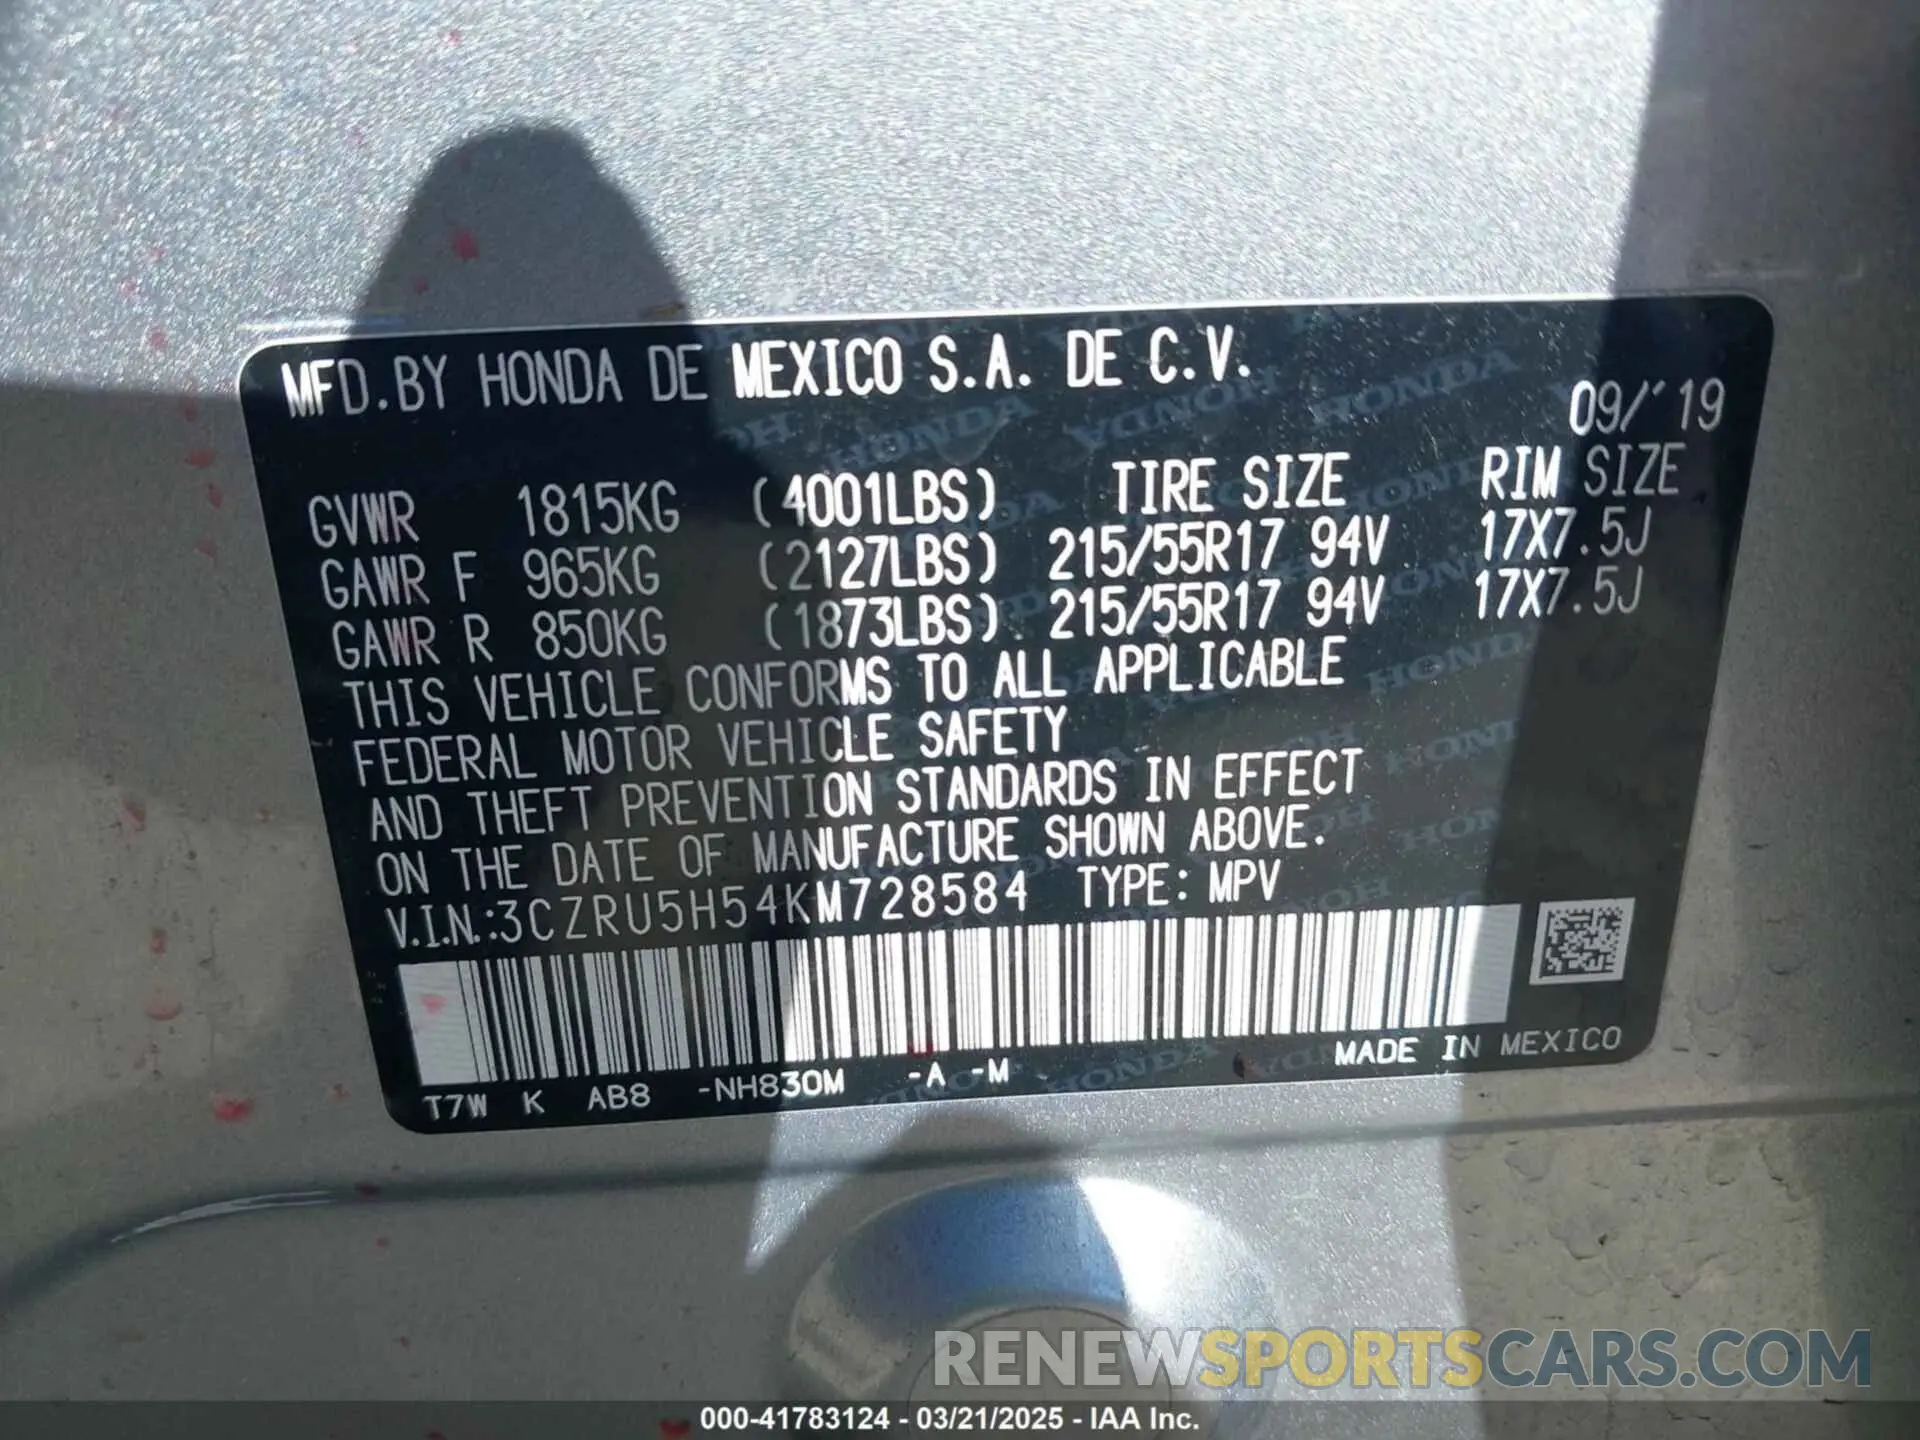 MFD.BY HONDA DE MEXICO S.A. DE C.V.
09/'19
GVWR 1815KG (4001LBS) TIRE SIZE RIM SIZE
GAWR F 965KG (2127LBS) 215/55R17 94V 17X7.5J
GAWR R 850KG (1873LBS) 215/55R17 94V 17X7.5J
THIS VEHICLE CONFORMS TO ALL APPLICABLE
FEDERAL MOTOR VEHICLE SAFETY
AND THEFT PREVENTION STANDARDS IN EFFECT
ON THE DATE OF MANUFACTURE SHOWN ABOVE.
V.I.N.:3CZRU5H54KM728584 TYPE: MPV
MADE IN MEXICO
T7W K AB8 -NH830M -A -M
RENEWSPORTSCARS.COM
000-41783124 - 03/21/2025 - IAA Inc.